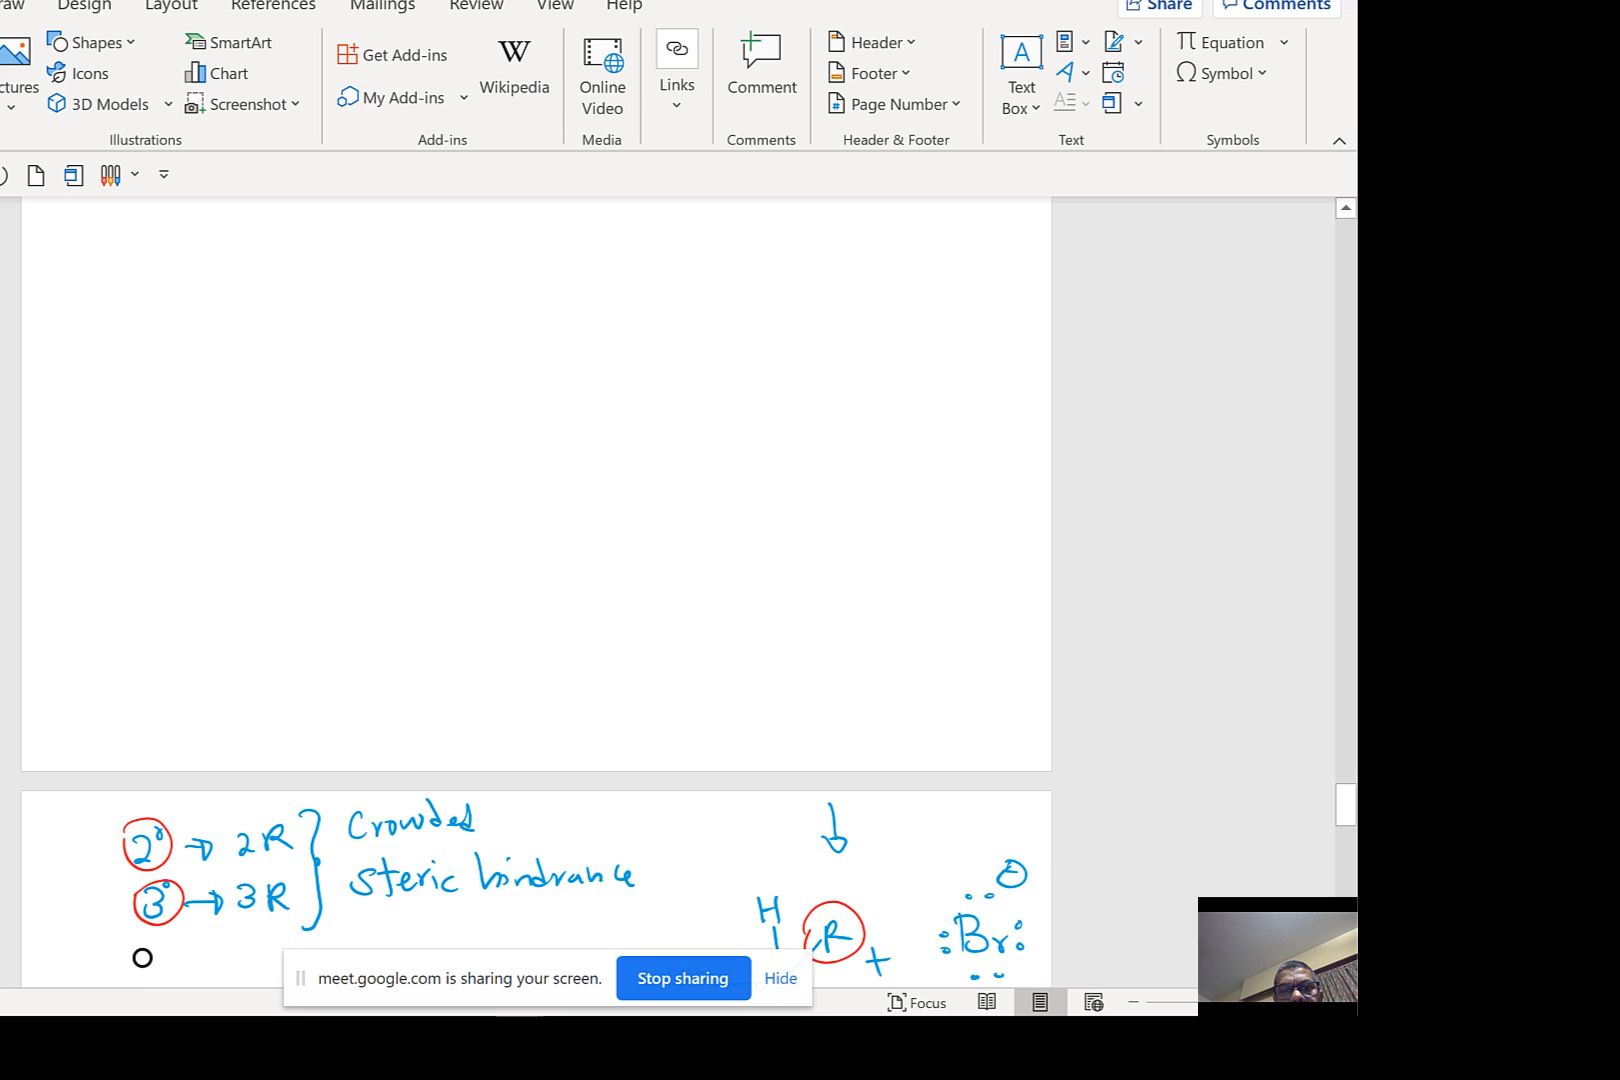 Design Layout References Mailings Review View Help Share Comments
Shapes SmartArt Get Add-ins Wikipedia Online Video Links Comment Header Text Box Equation
Icons Chart My Add-ins Footer Symbol
3D Models Screenshot Page Number
Illustrations Add-ins Media Comments Header & Footer Text Symbols
2° → 2R } Crowded
3° → 3R steric hindrance
H R + Br
meet.google.com is sharing your screen. Stop sharing Hide
Focus